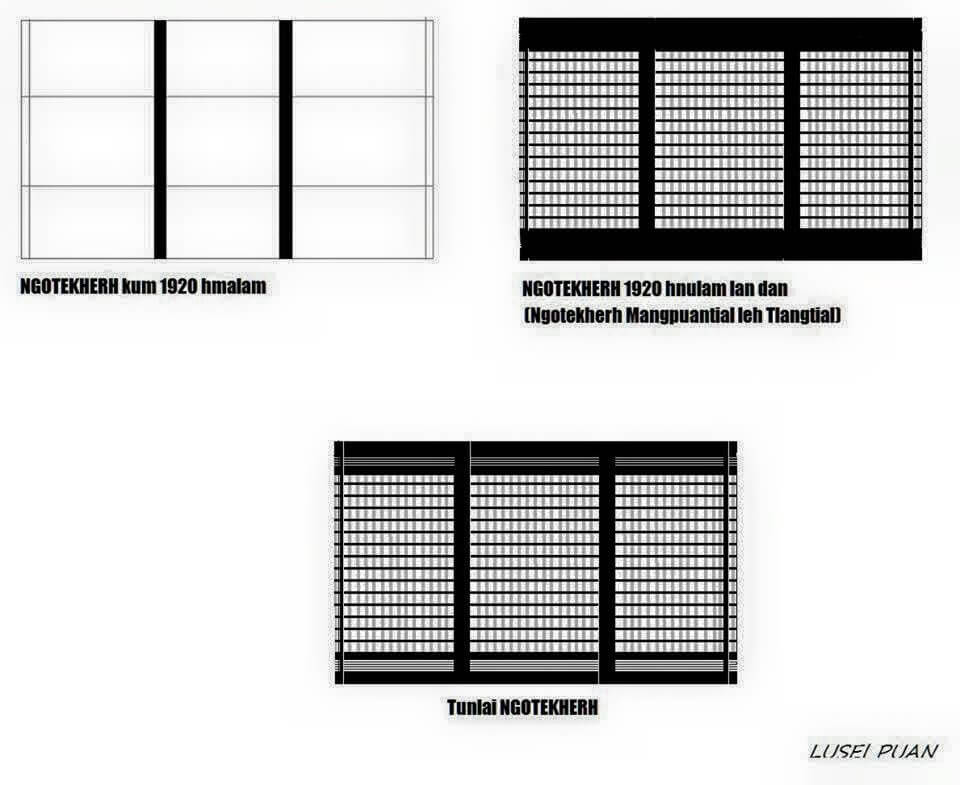 NGOTEKHERH kum 1920 hmalam
NGOTEKHERH 1920 hnulam lan dan
(Ngotekherh Mangpuantial leh Tlangtial)
Tunlai NGOTEKHERH
LUSEI PUAN